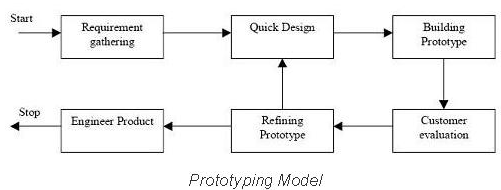 Start
Requirement
gathering
Quick Design
Building
Prototype
Stop
Engineer Product
Refining
Prototype
Customer
evaluation
Prototyping Model